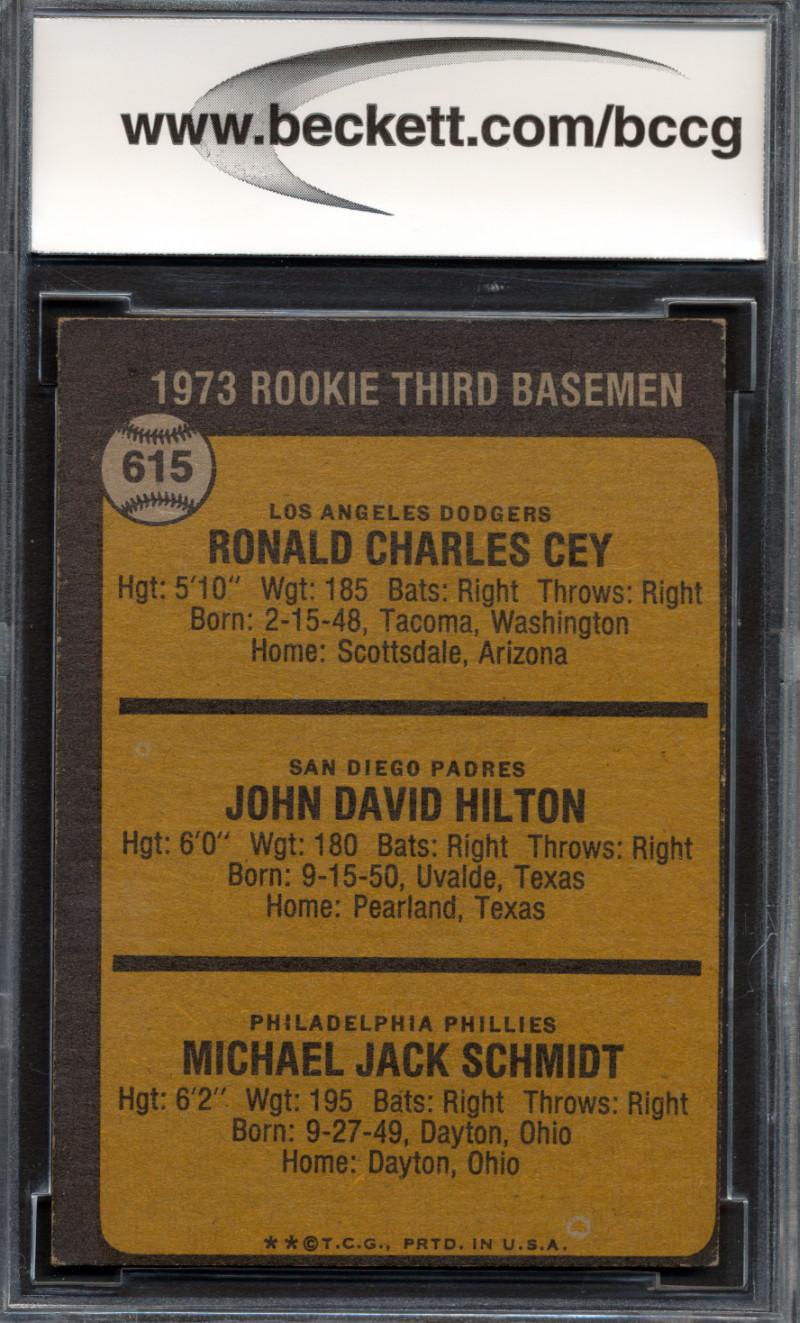 www.beckett.com/bccg
1973 ROOKIE THIRD BASEMEN
615
LOS ANGELES DODGERS
RONALD CHARLES CEY
Hgt: 5'10" Wgt: 185 Bats: Right Throws: Right
Born: 2-15-48, Tacoma, Washington
Home: Scottsdale, Arizona
SAN DIEGO PADRES
JOHN DAVID HILTON
Hgt: 6'0" Wgt: 180 Bats: Right Throws: Right
Born: 9-15-50, Uvalde, Texas
Home: Pearland, Texas
PHILADELPHIA PHILLIES
MICHAEL JACK SCHMIDT
Hgt: 6'2" Wgt: 195 Bats: Right Throws: Right
Born: 9-27-49, Dayton, Ohio
Home: Dayton, Ohio
**©T.C.G., PRTD. IN U.S.A.